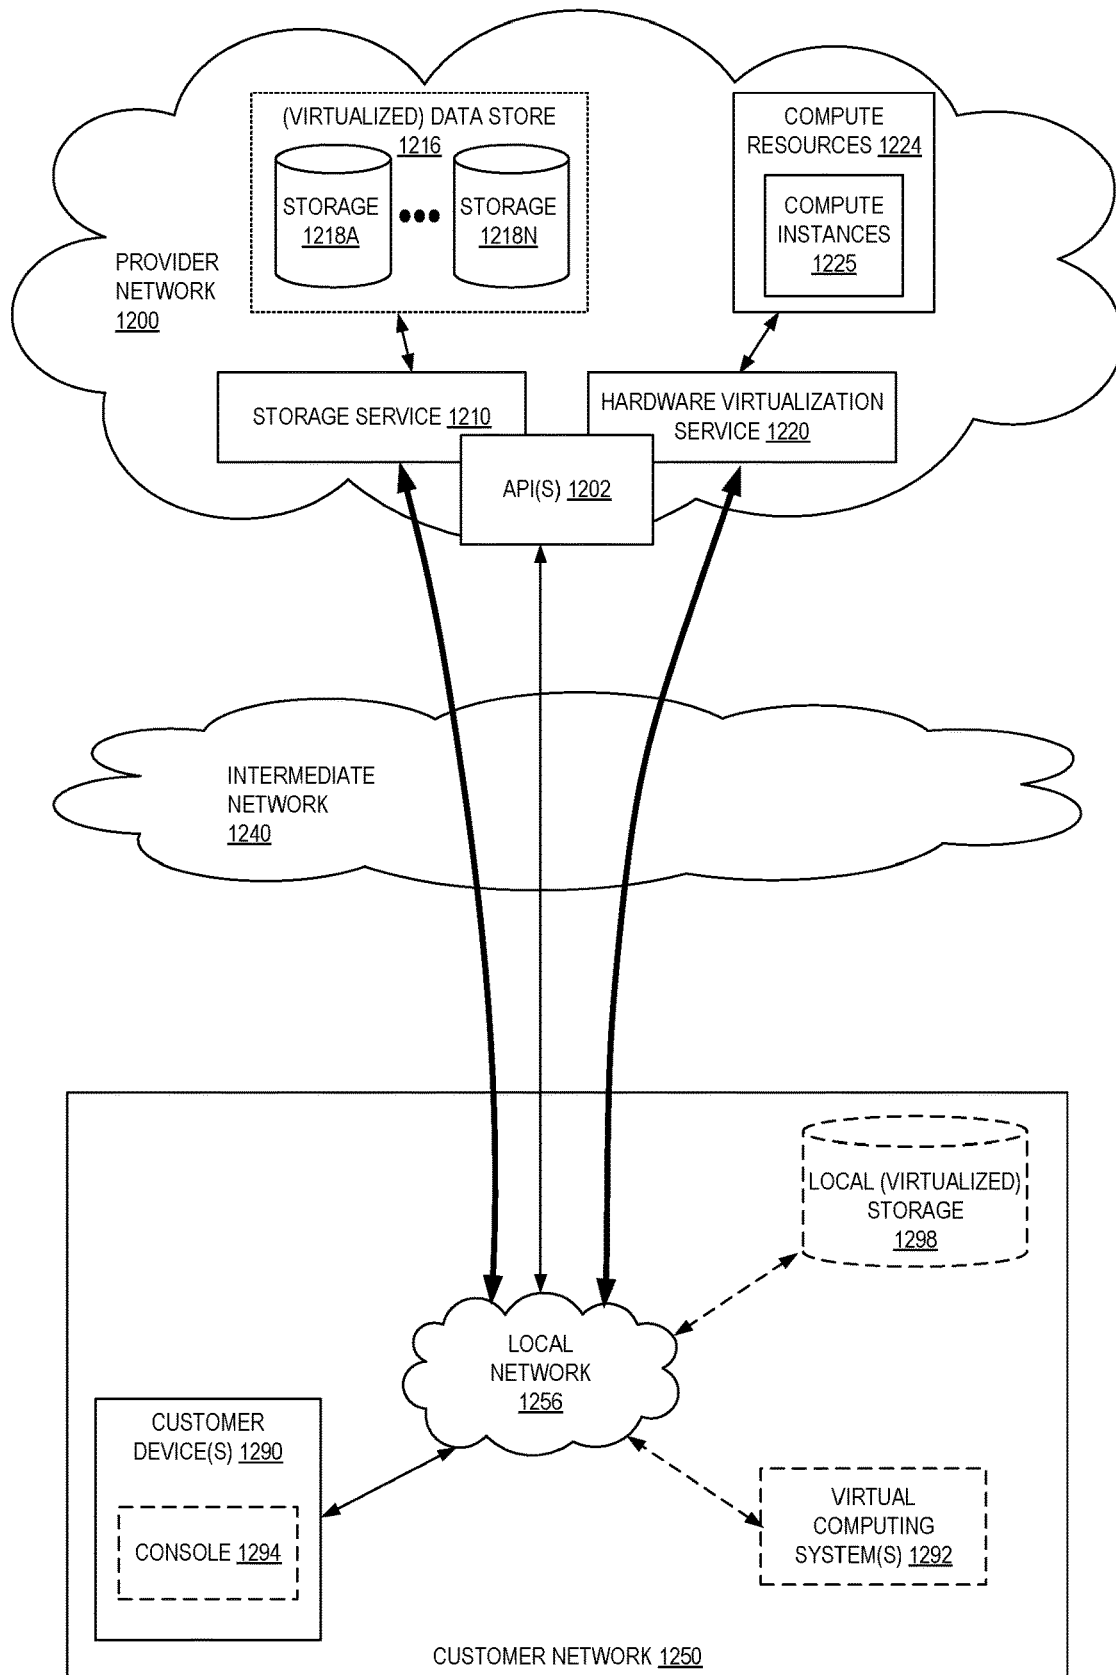 (VIRTUALIZED) DATA STORE
1216
STORAGE
1218A
STORAGE
1218N
COMPUTE
RESOURCES 1224
COMPUTE
INSTANCES
1225
PROVIDER
NETWORK
1200
STORAGE SERVICE 1210
HARDWARE VIRTUALIZATION
SERVICE 1220
API(S) 1202
INTERMEDIATE
NETWORK
1240
LOCAL (VIRTUALIZED)
STORAGE
1298
LOCAL
NETWORK
1256
CUSTOMER
DEVICE(S) 1290
CONSOLE 1294
VIRTUAL
COMPUTING
SYSTEM(S) 1292
CUSTOMER NETWORK 1250